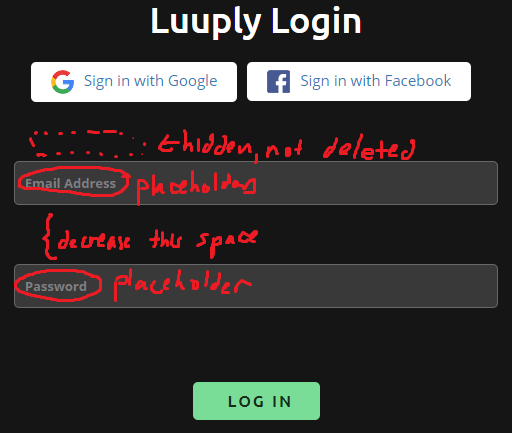 Luuply Login
Sign in with Google
Sign in with Facebook
←hidden, not deleted
Email Address placeholder
{decrease this space
Password placeholder
LOG IN